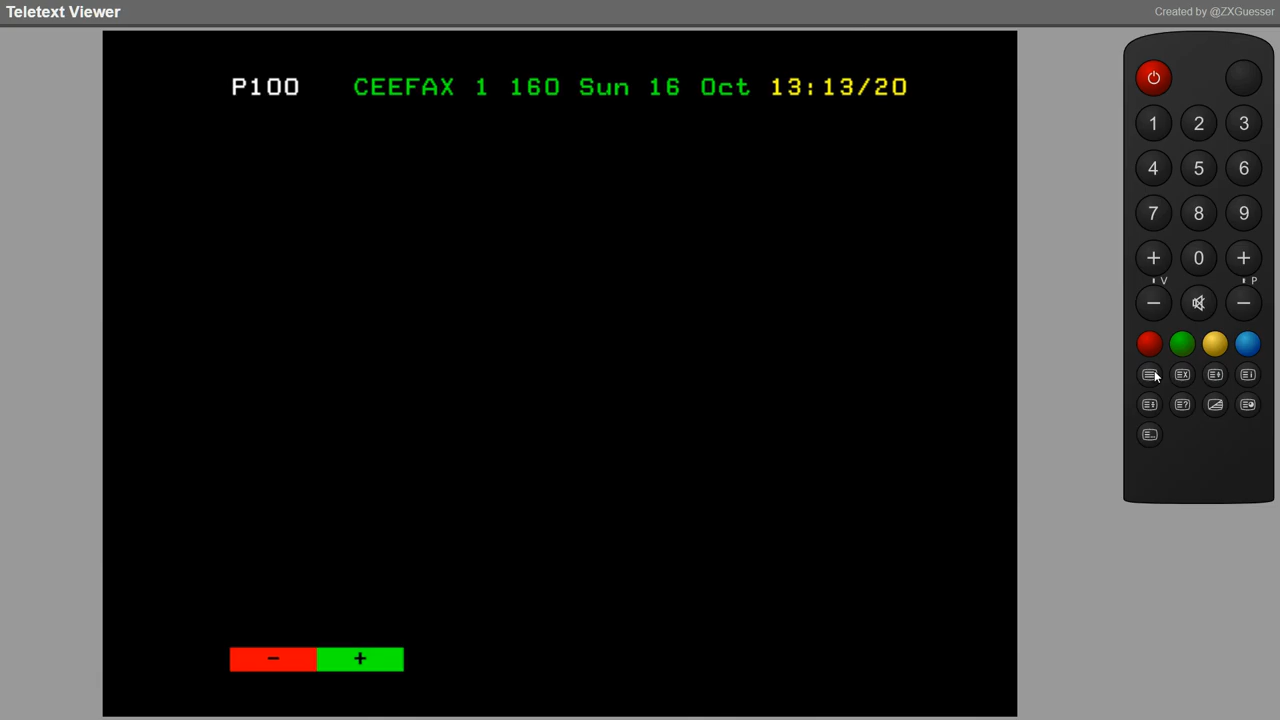 Teletext Viewer
Created by @ZXGuesser
P100 CEEFAX 1 160 Sun 16 Oct 13:13/20
1 2 3
4 5 6
7 8 9
+ 0 +
V P
− −
− +